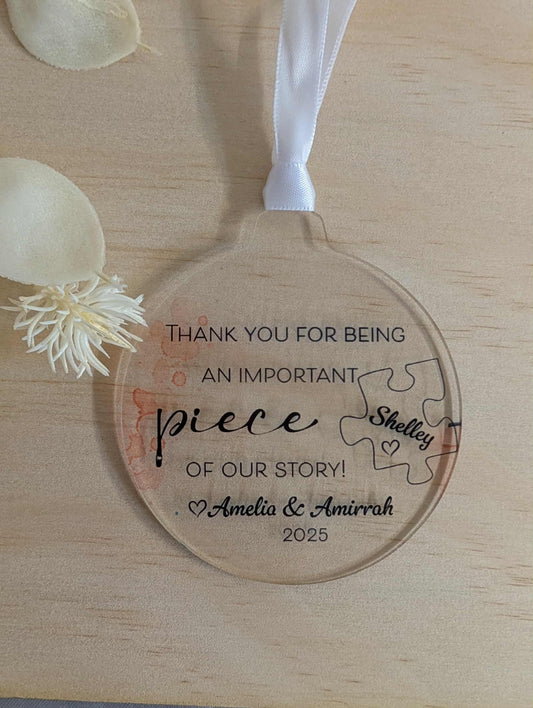 THANK YOU FOR BEING
AN IMPORTANT
piece
Shelley
OF OUR STORY!
♡Amelia & Amirrah
2025